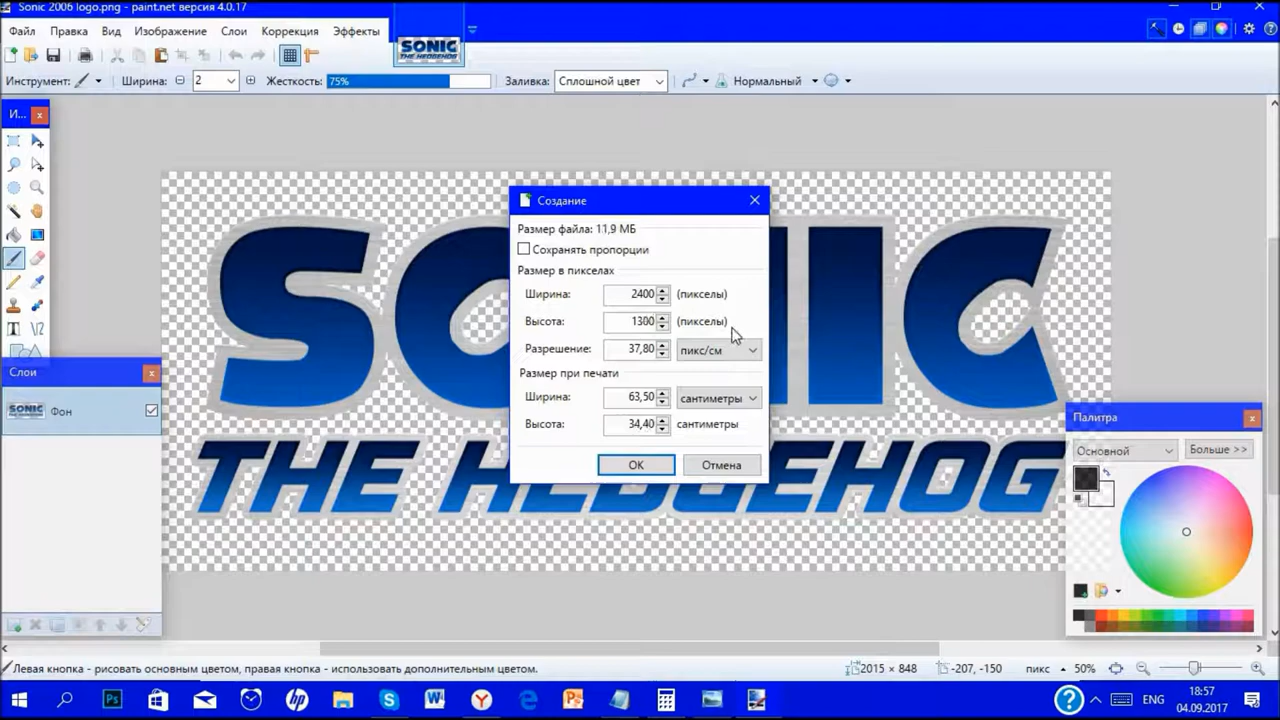 Sonic 2006 logo.png - paint.net версия 4.0.17
Файл Правка Вид Изображение Слои Коррекция Эффекты
SONIC
THE HEDGEHOG
Инструмент: Ширина: 2 Жесткость: 75% Заливка: Сплошной цвет Нормальный
И...
Создание
Размер файла: 11,9 МБ
Сохранять пропорции
Размер в пикселах
Ширина: 2400 (пикселы)
Высота: 1300 (пикселы)
Разрешение: 37,80 пикс/см
Размер при печати
Ширина: 63,50 сантиметры
Высота: 34,40 сантиметры
OK Отмена
SONIC
THE HEDGEHOG
Слои
Фон
Палитра
Основной Больше >>
Левая кнопка - рисовать основным цветом, правая кнопка - использовать дополнительным цветом.
2015 × 848 -207, -150 пикс 50%
Ps hp S W Y e P
ENG 18:57
04.09.2017